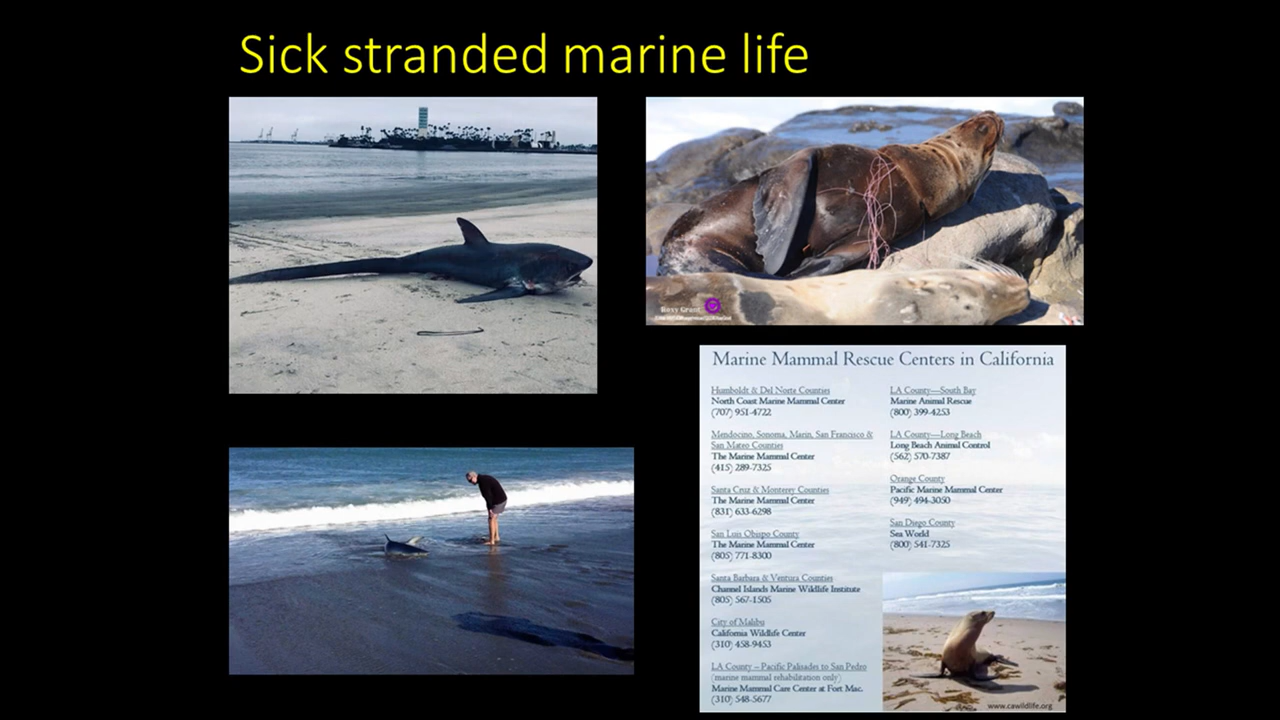 Sick stranded marine life
Roxy Grant
Marine Mammal Rescue Centers in California
Humboldt & Del Norte Counties
North Coast Marine Mammal Center
(707) 951-4722
Mendocino, Sonoma, Marin, San Francisco &
San Mateo Counties
The Marine Mammal Center
(415) 289-7325
Santa Cruz & Monterey Counties
The Marine Mammal Center
(831) 633-6298
San Luis Obispo County
The Marine Mammal Center
(805) 771-8300
Santa Barbara & Ventura Counties
Channel Islands Marine Wildlife Institute
(805) 567-1505
City of Malibu
California Wildlife Center
(310) 458-9453
LA County – Pacific Palisades to San Pedro
(marine mammal rehabilitation only)
Marine Mammal Care Center at Fort Mac.
(310) 548-5677
LA County—South Bay
Marine Animal Rescue
(800) 399-4253
LA County—Long Beach
Long Beach Animal Control
(562) 570-7387
Orange County
Pacific Marine Mammal Center
(949) 494-3050
San Diego County
Sea World
(800) 541-7325
www.cawildlife.org